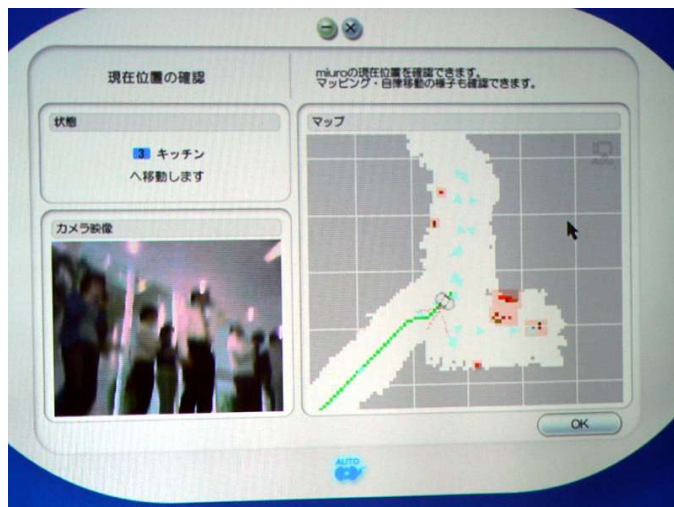 現在位置の確認
miuroの現在位置を確認できます。
マッピング・自律移動の様子も確認できます。
状態
3 キッチン
へ移動します
カメラ映像
マップ
Auto
OK
AUTO